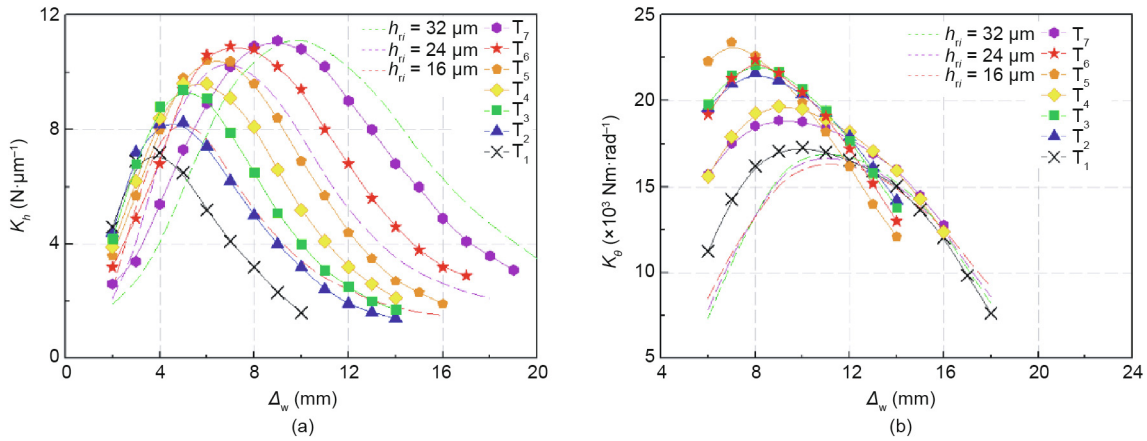 (a)
K_h (N·μm⁻¹)
12
8
4
0
0 4 8 12 16 20
Δ_w (mm)
h_ri = 32 μm
h_ri = 24 μm
h_ri = 16 μm
T₇
T₆
T₅
T₄
T₃
T₂
T₁
(a)
(b)
K_θ (×10³ Nm·rad⁻¹)
25
20
15
10
5
4 8 12 16 20 24
Δ_w (mm)
h_ri = 32 μm
h_ri = 24 μm
h_ri = 16 μm
T₇
T₆
T₅
T₄
T₃
T₂
T₁
(b)